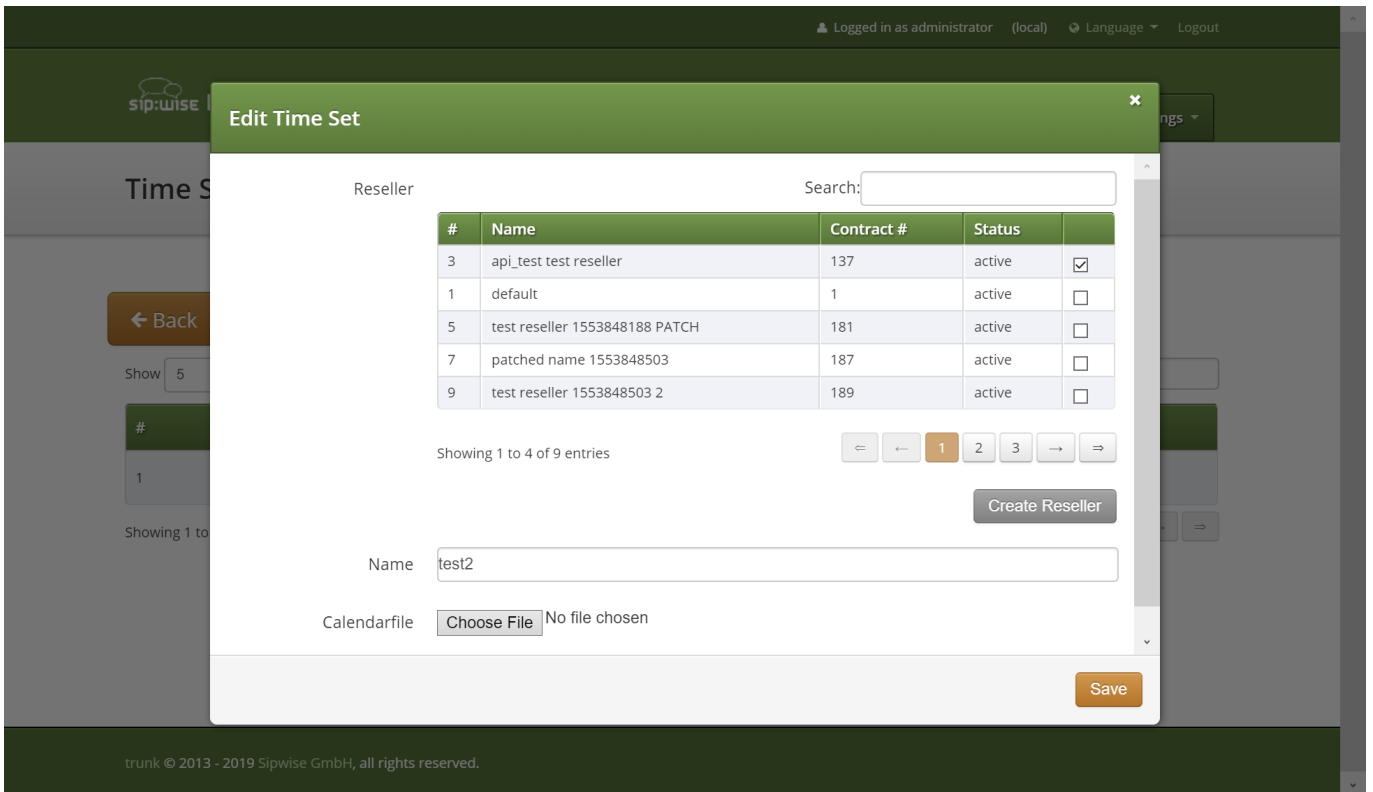 Logged in as administrator (local) Language Logout
sip:wise
Edit Time Set
ngs
Time S
Reseller Search:
# Name Contract # Status
3 api_test test reseller 137 active
1 default 1 active
5 test reseller 1553848188 PATCH 181 active
7 patched name 1553848503 187 active
9 test reseller 1553848503 2 189 active
Back
Show 5
#
1
Showing 1 to 4 of 9 entries ⇐ ← 1 2 3 → ⇒
Create Reseller
Showing 1 to ⇒
Name test2
Calendarfile Choose File No file chosen
Save
trunk © 2013 - 2019 Sipwise GmbH, all rights reserved.